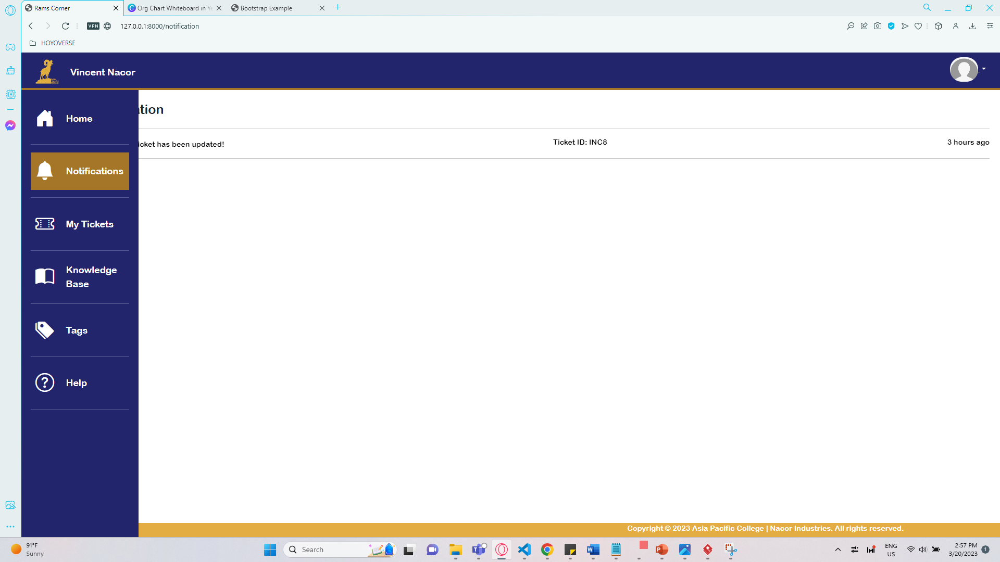 Rams Corner
Org Chart Whiteboard in Ye
Bootstrap Example
VPN
127.0.0.1:8000/notification
HOYOVERSE
Vincent Nacor
Home
ation
icket has been updated!
Ticket ID: INC8
3 hours ago
Notifications
My Tickets
Knowledge
Base
Tags
Help
Copyright © 2023 Asia Pacific College | Nacor Industries. All rights reserved.
91°F
Sunny
Search
ENG
US
2:57 PM
3/20/2023
1